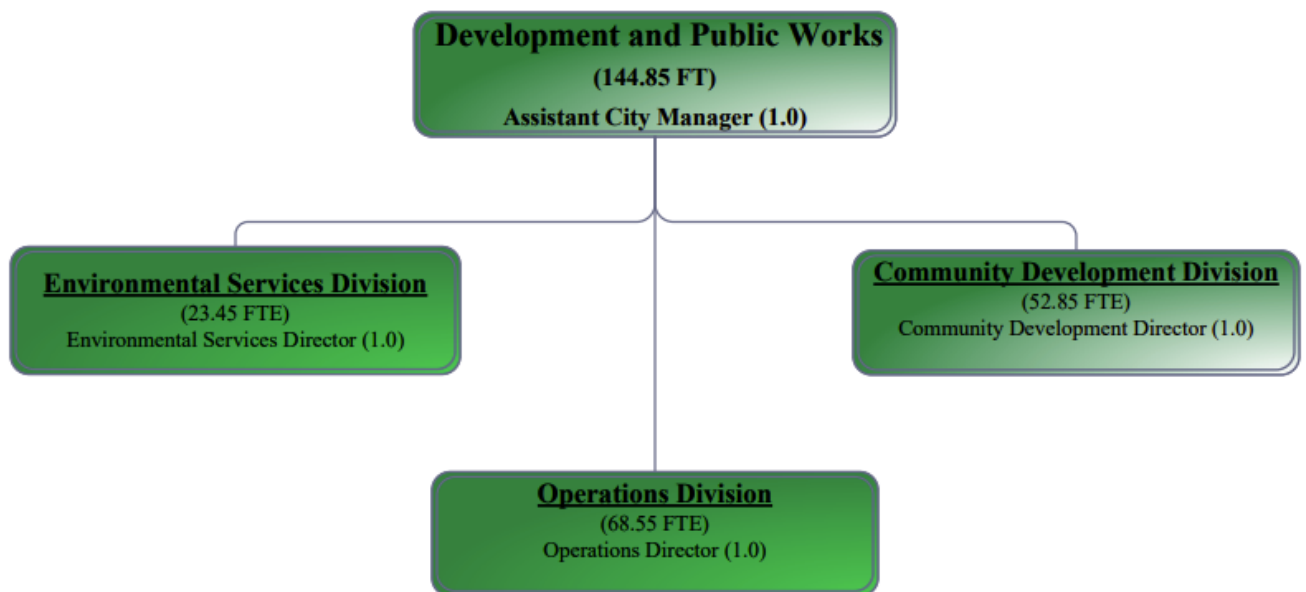 Development and Public Works
(144.85 FT)
Assistant City Manager (1.0)
Environmental Services Division
(23.45 FTE)
Environmental Services Director (1.0)
Community Development Division
(52.85 FTE)
Community Development Director (1.0)
Operations Division
(68.55 FTE)
Operations Director (1.0)